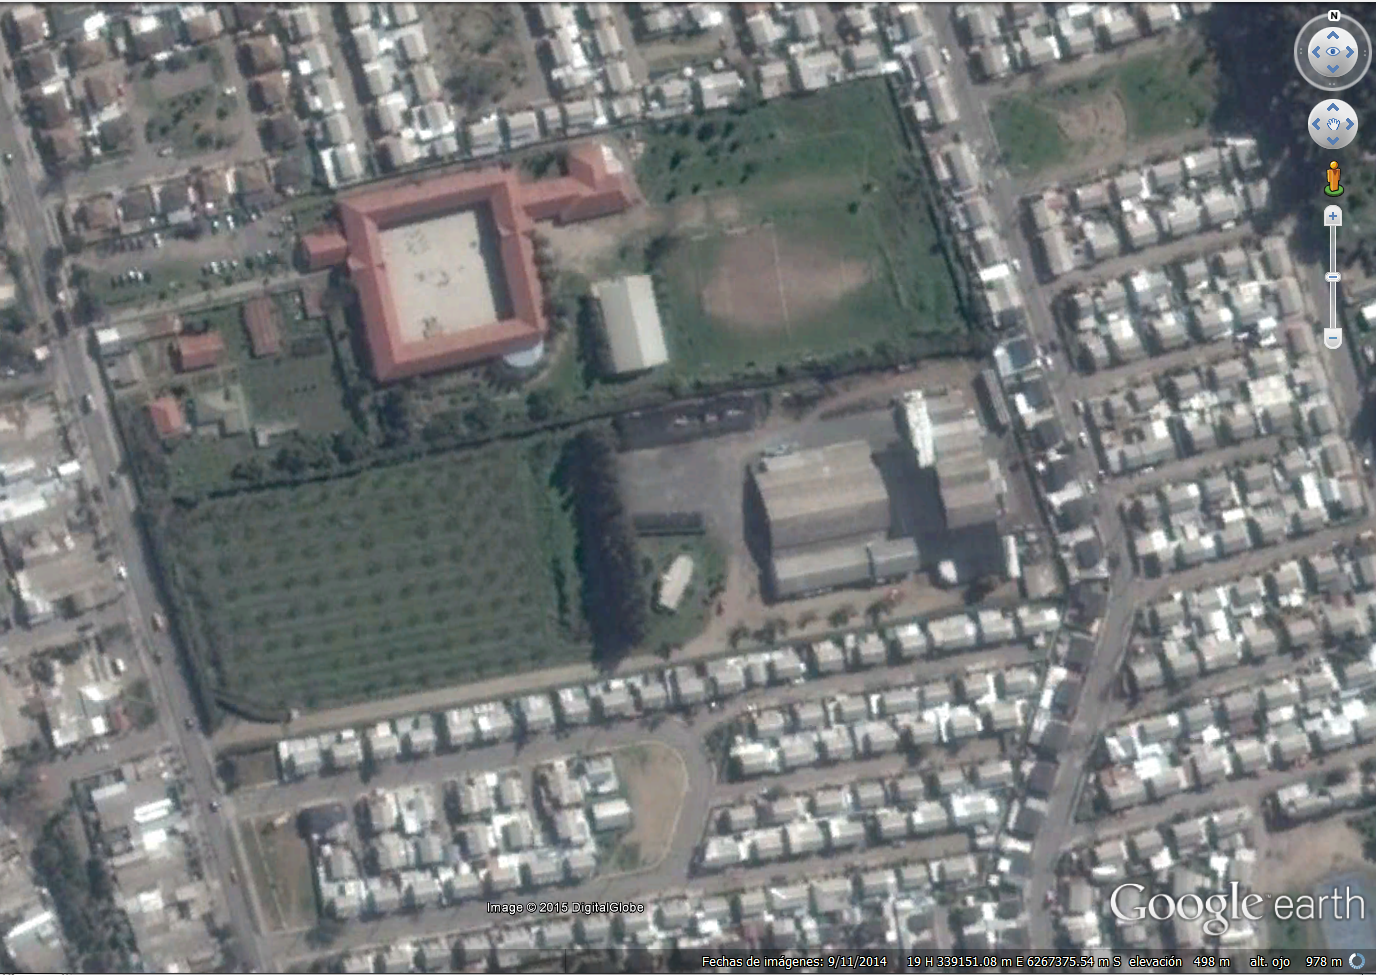 N
Image © 2015 DigitalGlobe
Google earth
Fechas de imágenes: 9/11/2014 19 H 339151.08 m E 6267375.54 m S elevación 498 m alt. ojo 978 m